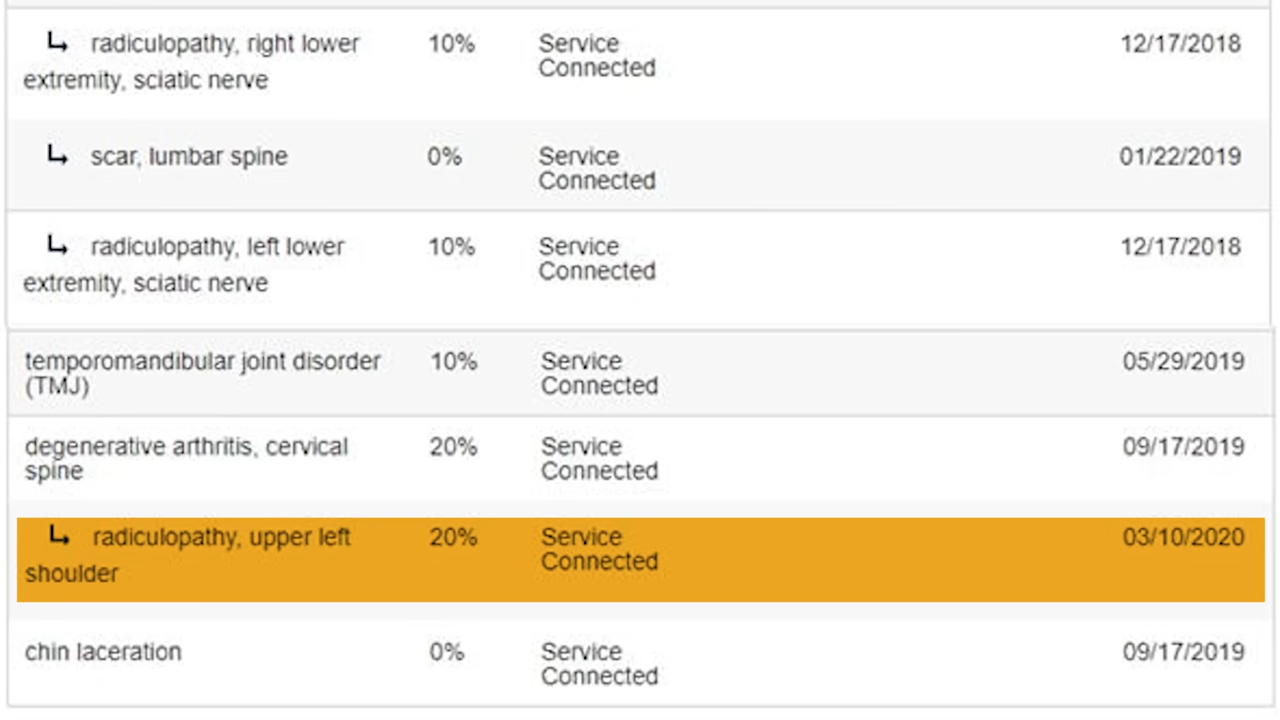 ↳ radiculopathy, right lower 10% Service 12/17/2018
extremity, sciatic nerve Connected
↳ scar, lumbar spine 0% Service 01/22/2019
Connected
↳ radiculopathy, left lower 10% Service 12/17/2018
extremity, sciatic nerve Connected
temporomandibular joint disorder 10% Service 05/29/2019
(TMJ) Connected
degenerative arthritis, cervical 20% Service 09/17/2019
spine Connected
↳ radiculopathy, upper left 20% Service 03/10/2020
shoulder Connected
chin laceration 0% Service 09/17/2019
Connected